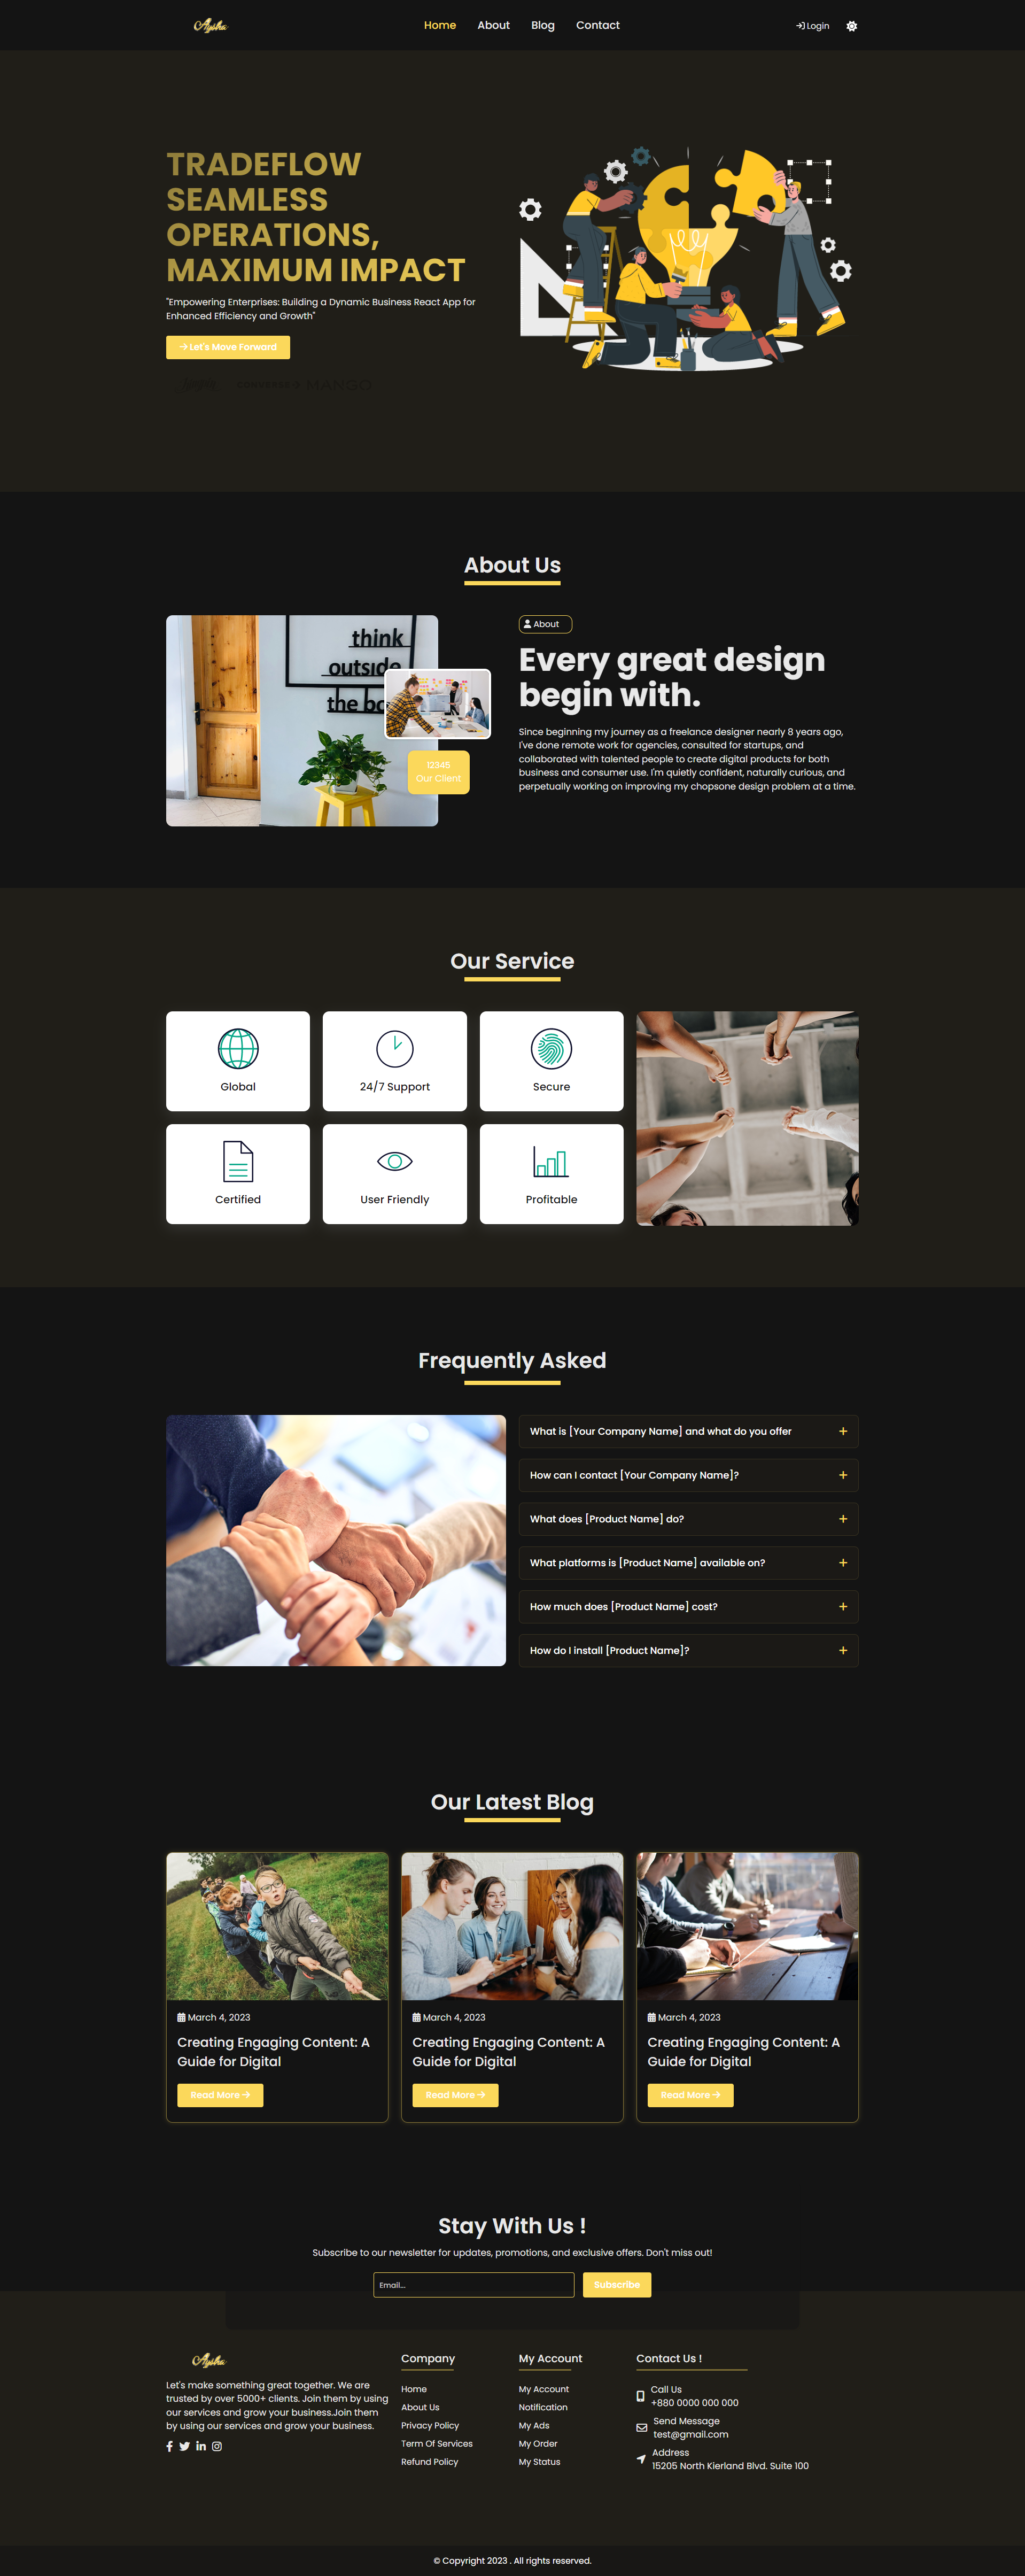 Aysha
Home
About
Blog
Contact
Login
TRADEFLOW
SEAMLESS
OPERATIONS,
MAXIMUM IMPACT
"Empowering Enterprises: Building a Dynamic Business React App for
Enhanced Efficiency and Growth"
Let's Move Forward
MANGO
About Us
think
outside
the bo
12345
Our Client
About
Every great design
begin with.
Since beginning my journey as a freelance designer nearly 8 years ago,
I've done remote work for agencies, consulted for startups, and
collaborated with talented people to create digital products for both
business and consumer use. I'm quietly confident, naturally curious, and
perpetually working on improving my chopsone design problem at a time.
Our Service
Global
24/7 Support
Secure
Certified
User Friendly
Profitable
Frequently Asked
What is [Your Company Name] and what do you offer
How can I contact [Your Company Name]?
What does [Product Name] do?
What platforms is [Product Name] available on?
How much does [Product Name] cost?
How do I install [Product Name]?
Our Latest Blog
March 4, 2023
Creating Engaging Content: A
Guide for Digital
Read More
March 4, 2023
Creating Engaging Content: A
Guide for Digital
Read More
March 4, 2023
Creating Engaging Content: A
Guide for Digital
Read More
Stay With Us !
Subscribe to our newsletter for updates, promotions, and exclusive offers. Don't miss out!
Email...
Subscribe
Aysha
Let's make something great together. We are
trusted by over 5000+ clients. Join them by using
our services and grow your business.Join them
by using our services and grow your business.
Company
Home
About Us
Privacy Policy
Term Of Services
Refund Policy
My Account
My Account
Notification
My Ads
My Order
My Status
Contact Us !
Call Us
+880 0000 000 000
Send Message
test@gmail.com
Address
15205 North Kierland Blvd. Suite 100
© Copyright 2023 . All rights reserved.